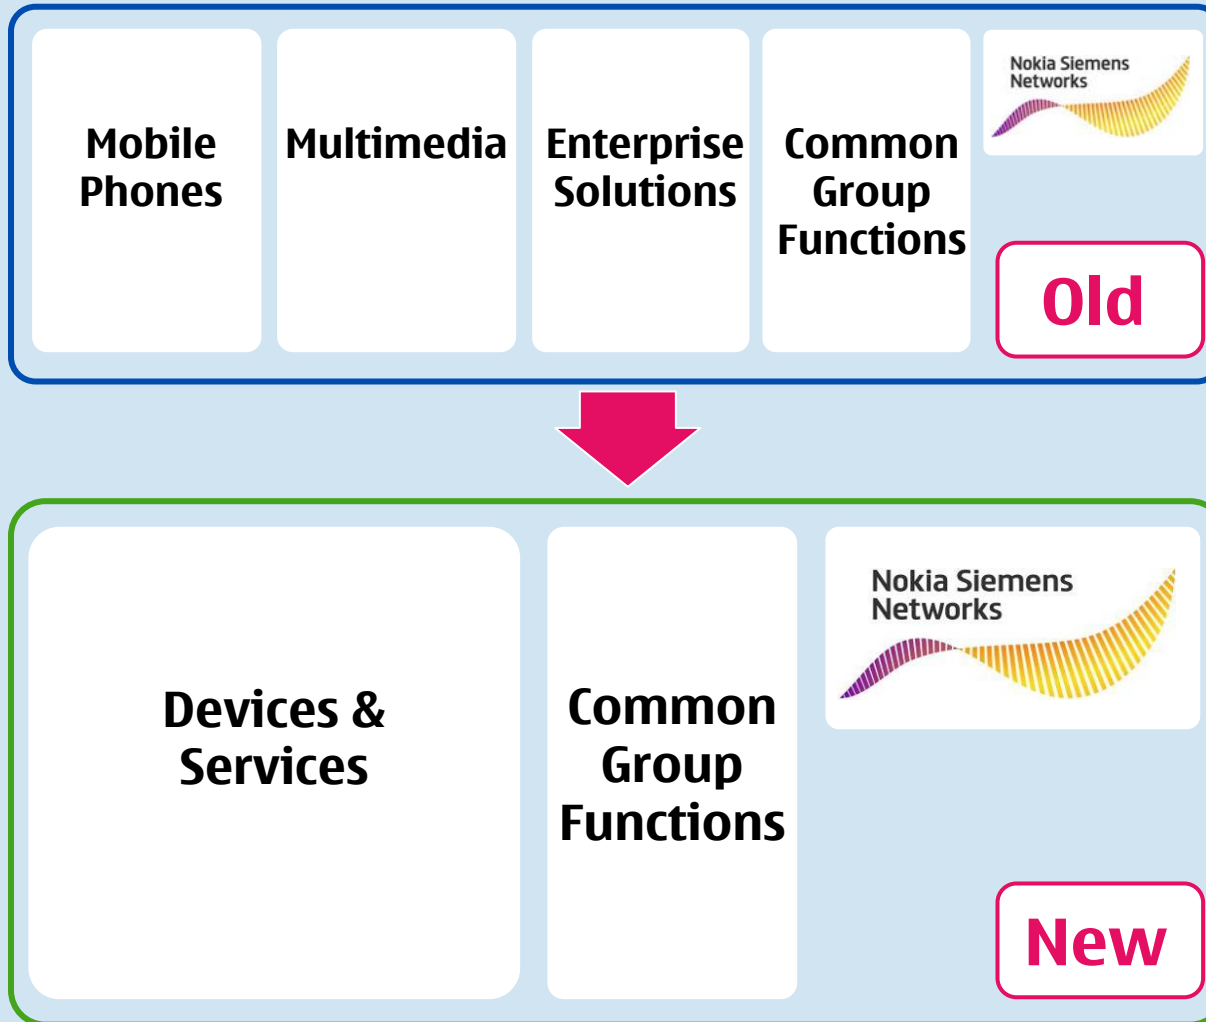 Mobile
Phones
Multimedia
Enterprise
Solutions
Common
Group
Functions
Nokia Siemens
Networks
Old
Devices &
Services
Common
Group
Functions
Nokia Siemens
Networks
New